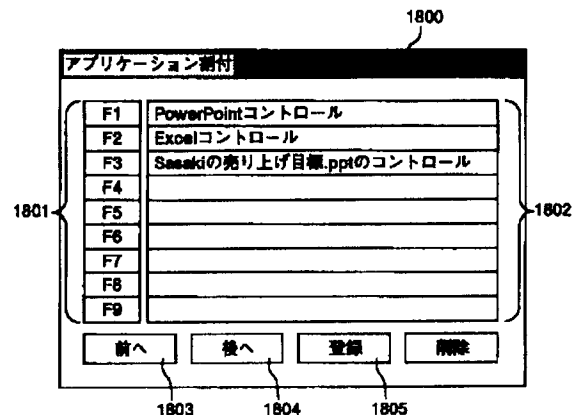 1800
アプリケーション割付
F1 PowerPointコントロール
F2 Excelコントロール
F3 Sasakiの売り上げ目標.pptのコントロール
F4
1801 F5 1802
F6
F7
F8
F9
前へ 後へ 登録 削除
1803 1804 1805